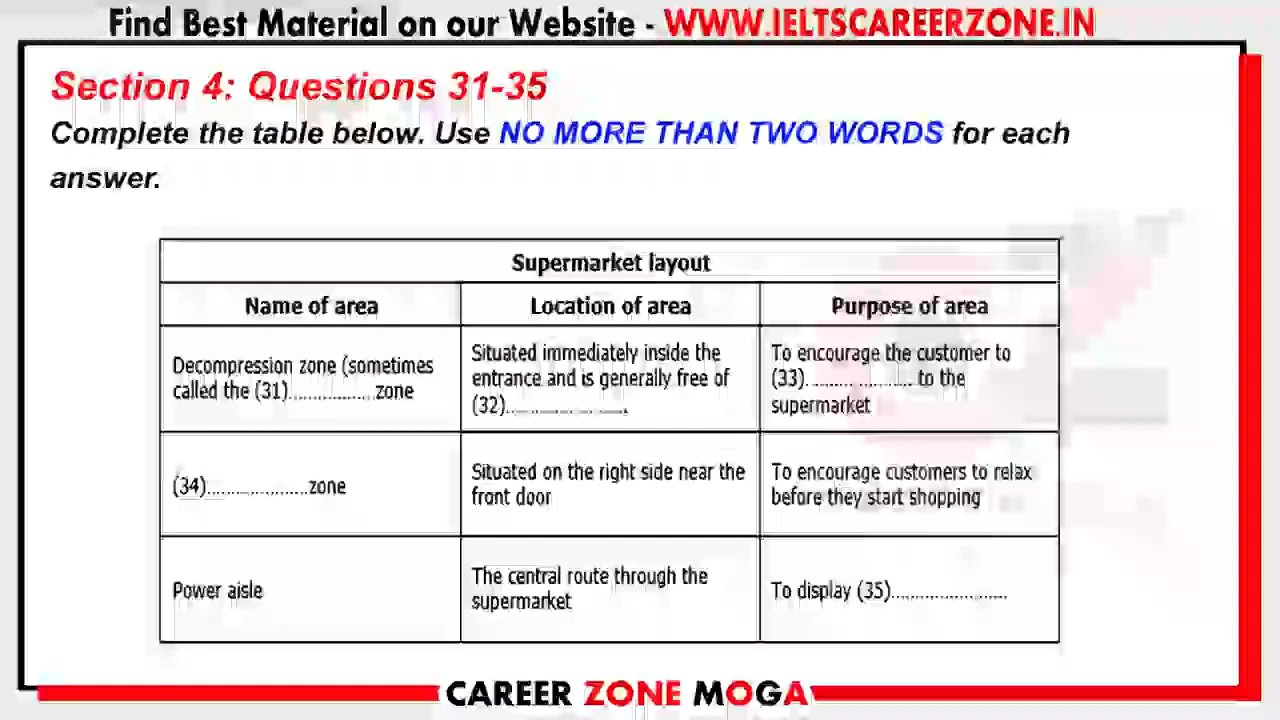 Find Best Material on our Website - WWW.IELTSCAREERZONE.IN
Section 4: Questions 31-35
Complete the table below. Use NO MORE THAN TWO WORDS for each
answer.
Supermarket layout
Name of area
Location of area
Purpose of area
Decompression zone (sometimes
called the (31)..................zone
Situated immediately inside the
entrance and is generally free of
(32).........................
To encourage the customer to
(33)...................... to the
supermarket
(34).....................zone
Situated on the right side near the
front door
To encourage customers to relax
before they start shopping
Power aisle
The central route through the
supermarket
To display (35)........................
CAREER ZONE MOGA